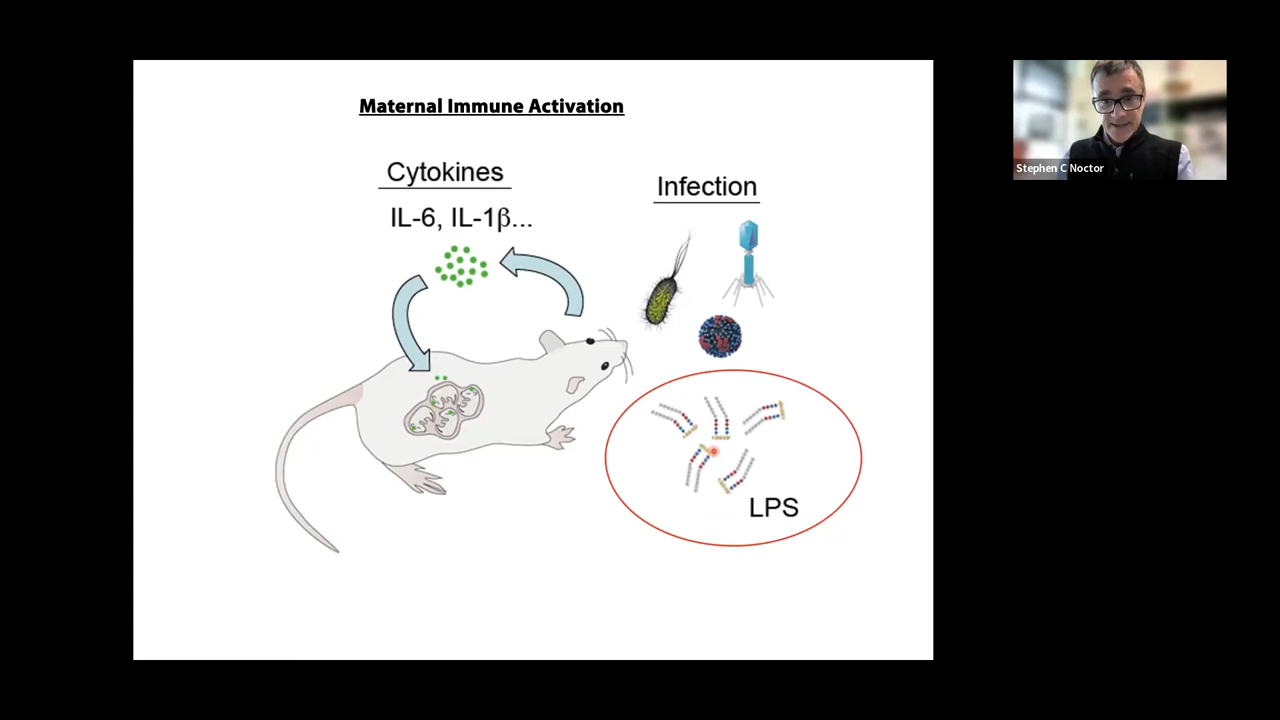 Maternal Immune Activation
Cytokines
IL-6, IL-1β...
Infection
LPS
Stephen C Noctor